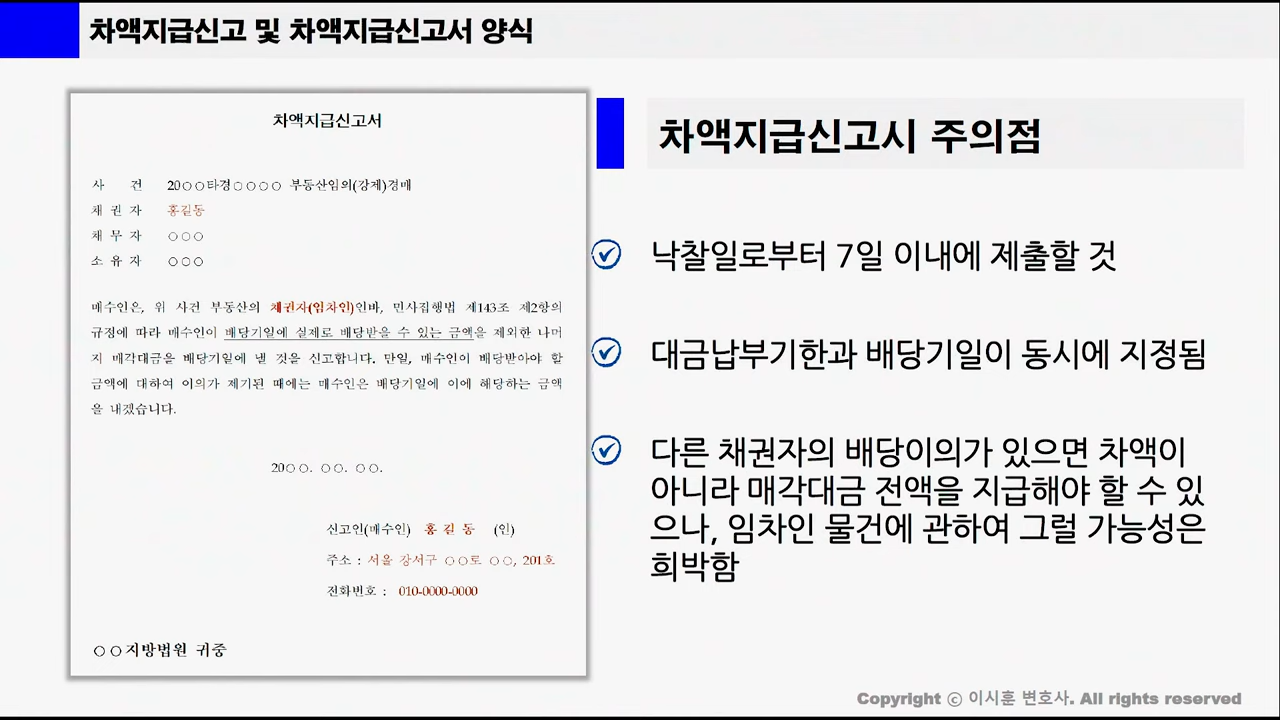 차액지급신고 및 차액지급신고서 양식
차액지급신고서
사 건 20○○타경○○○○ 부동산임의(강제)경매
채 권 자 홍길동
채 무 자 ○○○
소 유 자 ○○○
매수인은, 위 사건 부동산의 채권자(임차인)인바, 민사집행법 제143조 제2항의
규정에 따라 매수인이 배당기일에 실제로 배당받을 수 있는 금액을 제외한 나머
지 매각대금을 배당기일에 낼 것을 신고합니다. 만일, 매수인이 배당받아야 할
금액에 대하여 이의가 제기된 때에는 매수인은 배당기일에 이에 해당하는 금액
을 내겠습니다.
20○○. ○○. ○○.
신고인(매수인) 홍 길 동 (인)
주소 : 서울 강서구 ○○로 ○○, 201호
전화번호 : 010-0000-0000
○○지방법원 귀중
차액지급신고시 주의점
낙찰일로부터 7일 이내에 제출할 것
대금납부기한과 배당기일이 동시에 지정됨
다른 채권자의 배당이의가 있으면 차액이
아니라 매각대금 전액을 지급해야 할 수 있
으나, 임차인 물건에 관하여 그럴 가능성은
희박함
Copyright ⓒ 이시훈 변호사. All rights reserved